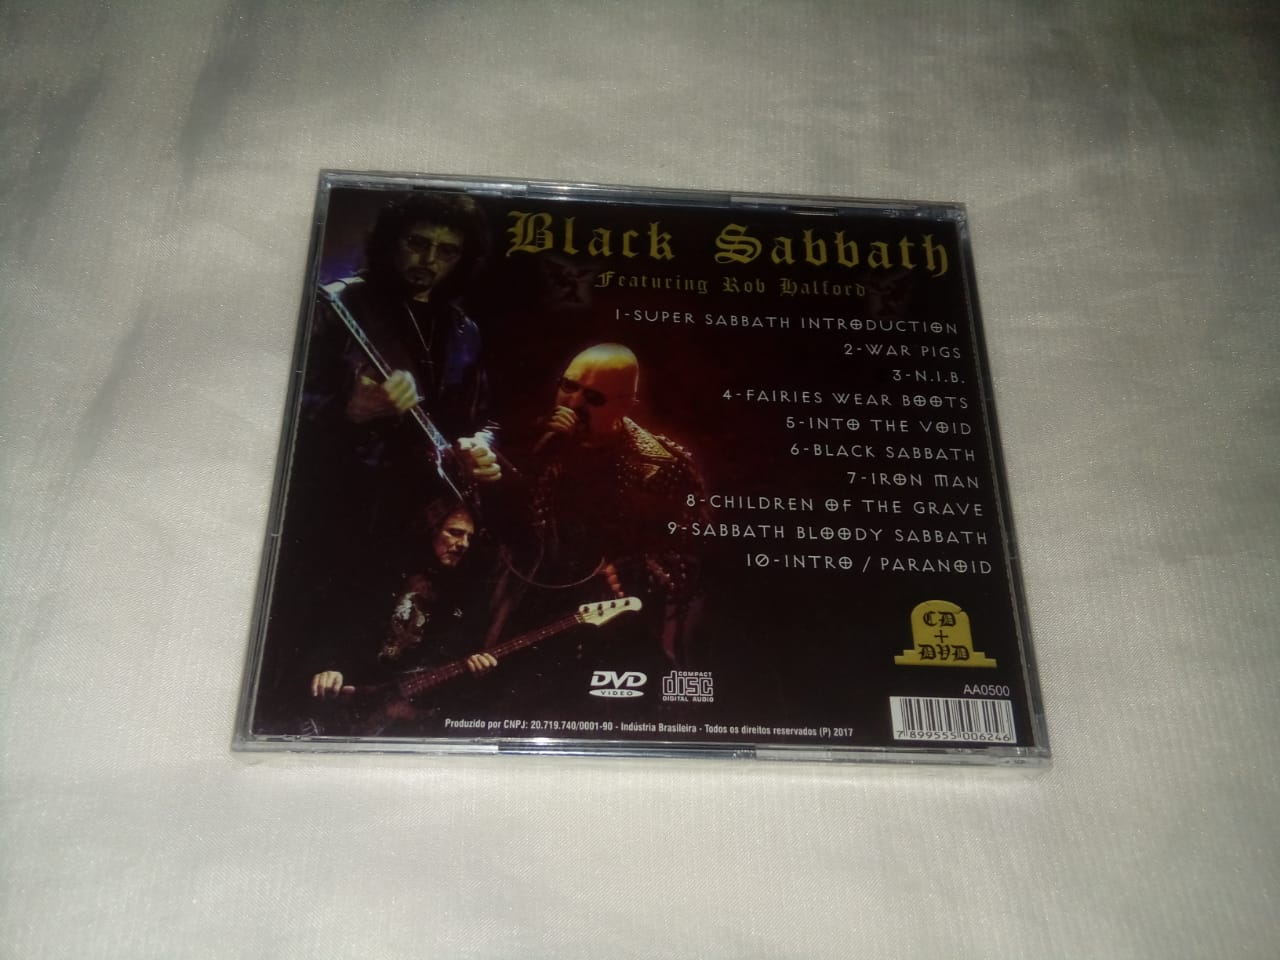 Black Sabbath
Featuring Rob Halford
1-SUPER SABBATH INTRODUCTION
2-WAR PIGS
3-N.I.B.
4-FAIRIES WEAR BOOTS
5-INTO THE VOID
6-BLACK SABBATH
7-IRON MAN
8-CHILDREN OF THE GRAVE
9-SABBATH BLOODY SABBATH
10-INTRO / PARANOID
CD
+
DVD
DVD
VIDEO
COMPACT
disc
DIGITAL AUDIO
AA0500
Produzido por CNPJ: 20.719.740/0001-90 - Indústria Brasileira - Todos os direitos reservados (P) 2017
7 899555 006246